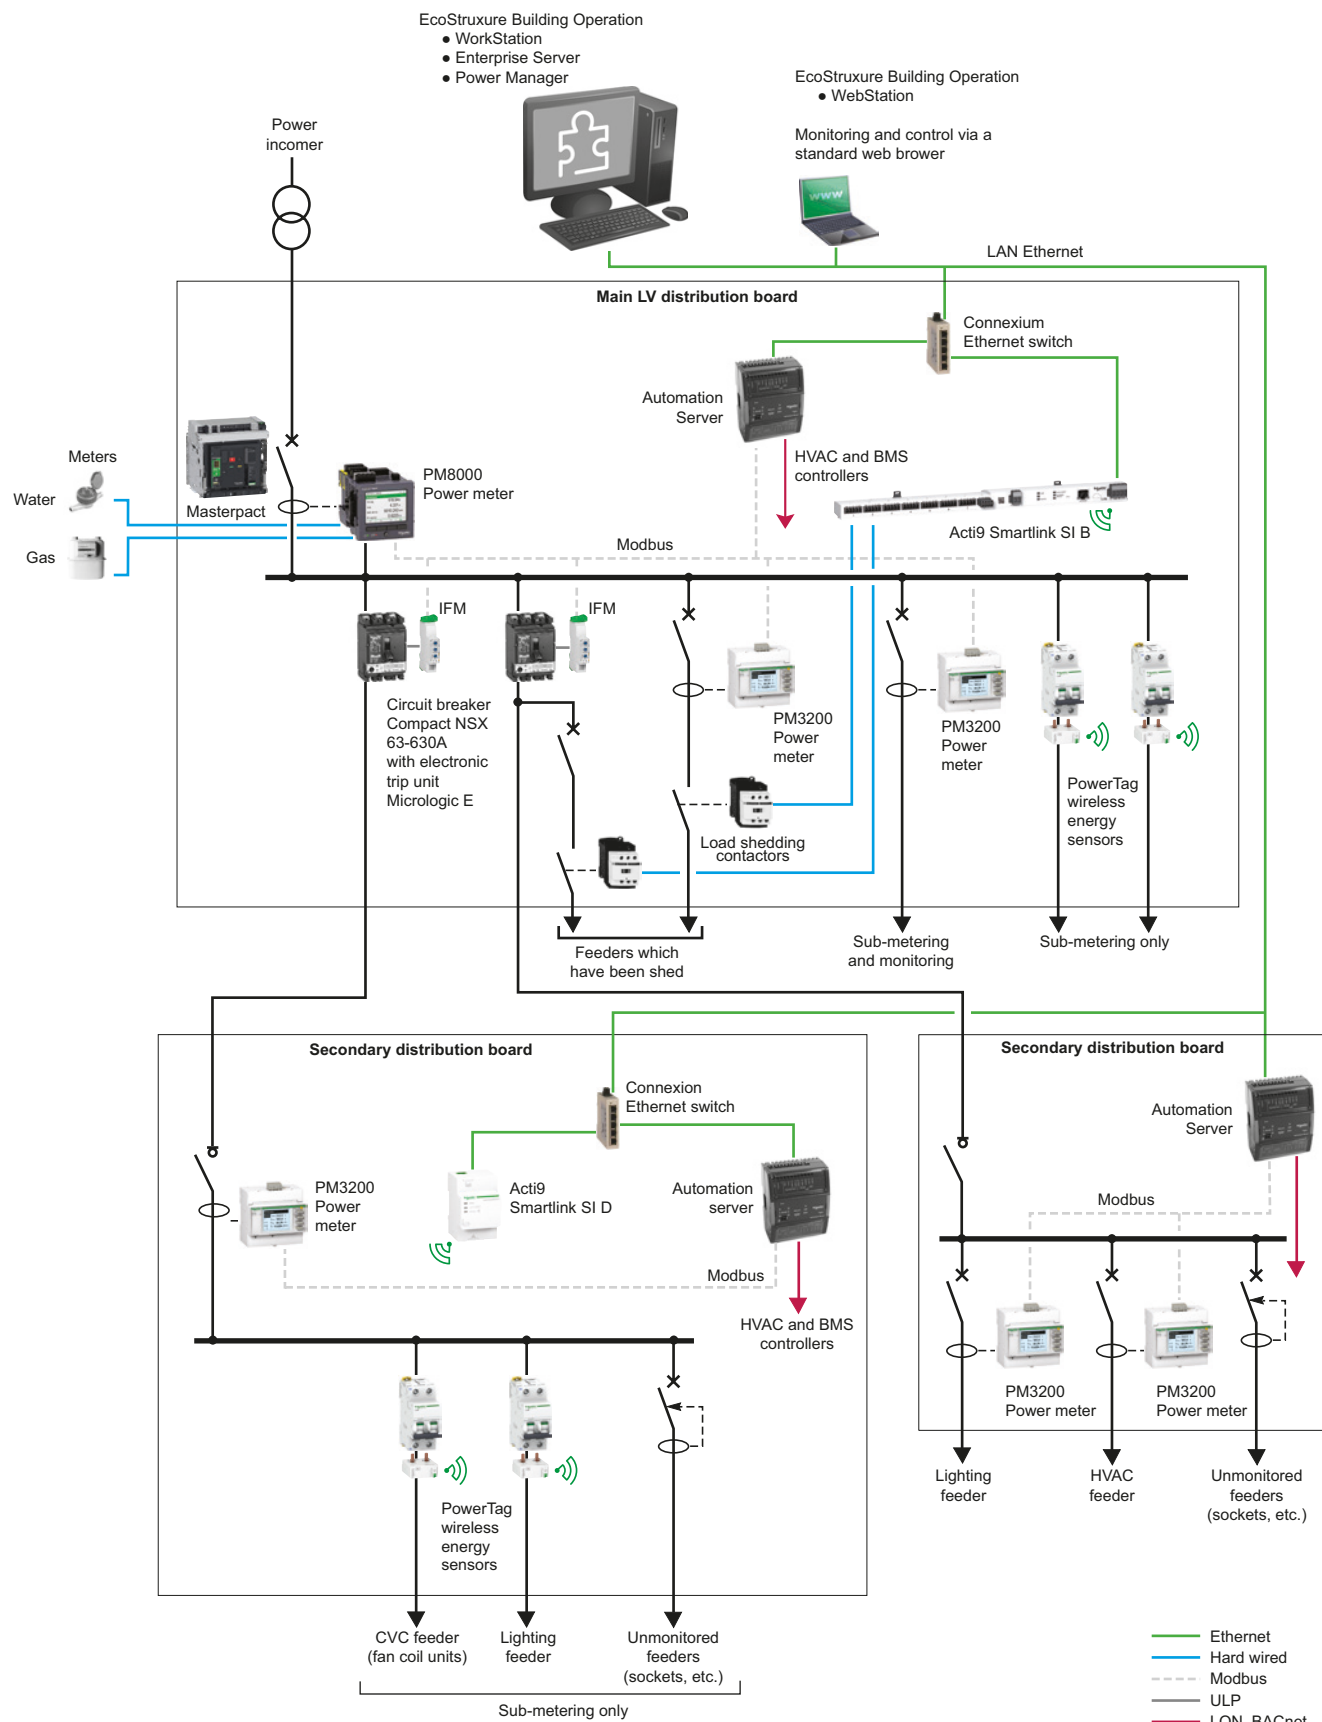 EcoStruxure Building Operation
● WorkStation
● Enterprise Server
● Power Manager
EcoStruxure Building Operation
● WebStation
Monitoring and control via a
standard web brower
Power
incomer
www
LAN Ethernet
Main LV distribution board
Connexium
Ethernet switch
Automation
Server
HVAC and BMS
controllers
Meters
Water
Gas
Masterpact
PM8000
Power meter
Modbus
Acti9 Smartlink SI B
IFM
IFM
Circuit breaker
Compact NSX
63-630A
with electronic
trip unit
Micrologic E
PM3200
Power
meter
PM3200
Power
meter
PowerTag
wireless
energy
sensors
Load shedding
contactors
Feeders which
have been shed
Sub-metering
and monitoring
Sub-metering only
Secondary distribution board
Connexion
Ethernet switch
PM3200
Power
meter
Acti9
Smartlink SI D
Automation
server
Modbus
HVAC and BMS
controllers
PowerTag
wireless
energy
sensors
CVC feeder
(fan coil units)
Lighting
feeder
Unmonitored
feeders
(sockets, etc.)
Sub-metering only
Secondary distribution board
Automation
Server
Modbus
PM3200
Power meter
PM3200
Power meter
Lighting
feeder
HVAC
feeder
Unmonitored
feeders
(sockets, etc.)
Ethernet
Hard wired
Modbus
ULP
LON, BACnet